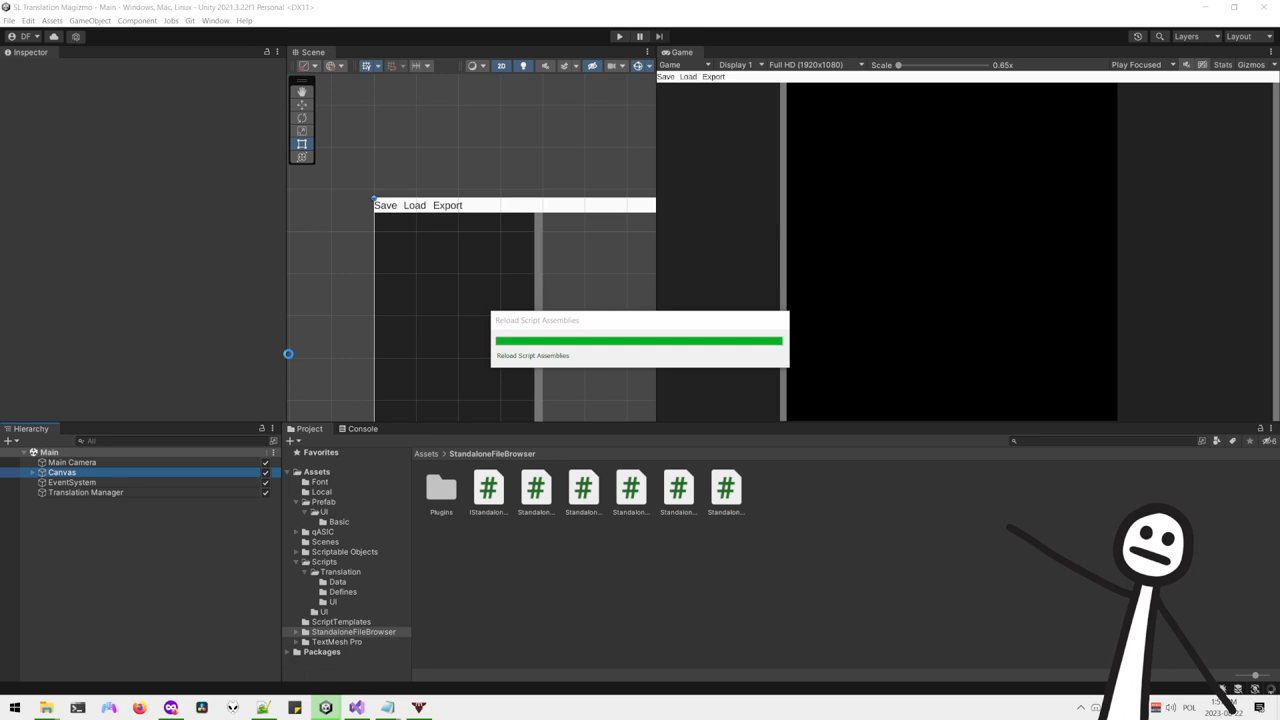 SL Translation Magizmo - Main - Windows, Mac, Linux - Unity 2021.3.22f1 Personal <DX11>
File Edit Assets GameObject Component Jobs Git Window Help
DF
Layers Layout
Inspector
Scene
Game
2D
Game Display 1 Full HD (1920x1080) Scale 0.65x Play Focused Stats Gizmos
Save Load Export
Save Load Export
Reload Script Assemblies
Reload Script Assemblies
Hierarchy
All
Main
Main Camera
Canvas
EventSystem
Translation Manager
Project Console
6
Favorites
Assets
Font
Local
Prefab
UI
Basic
qASIC
Scenes
Scriptable Objects
Scripts
Translation
Data
Defines
UI
UI
ScriptTemplates
StandaloneFileBrowser
TextMesh Pro
Packages
Assets > StandaloneFileBrowser
Plugins IStandalon... Standalon... Standalon... Standalon... Standalon... Standalon...
POL